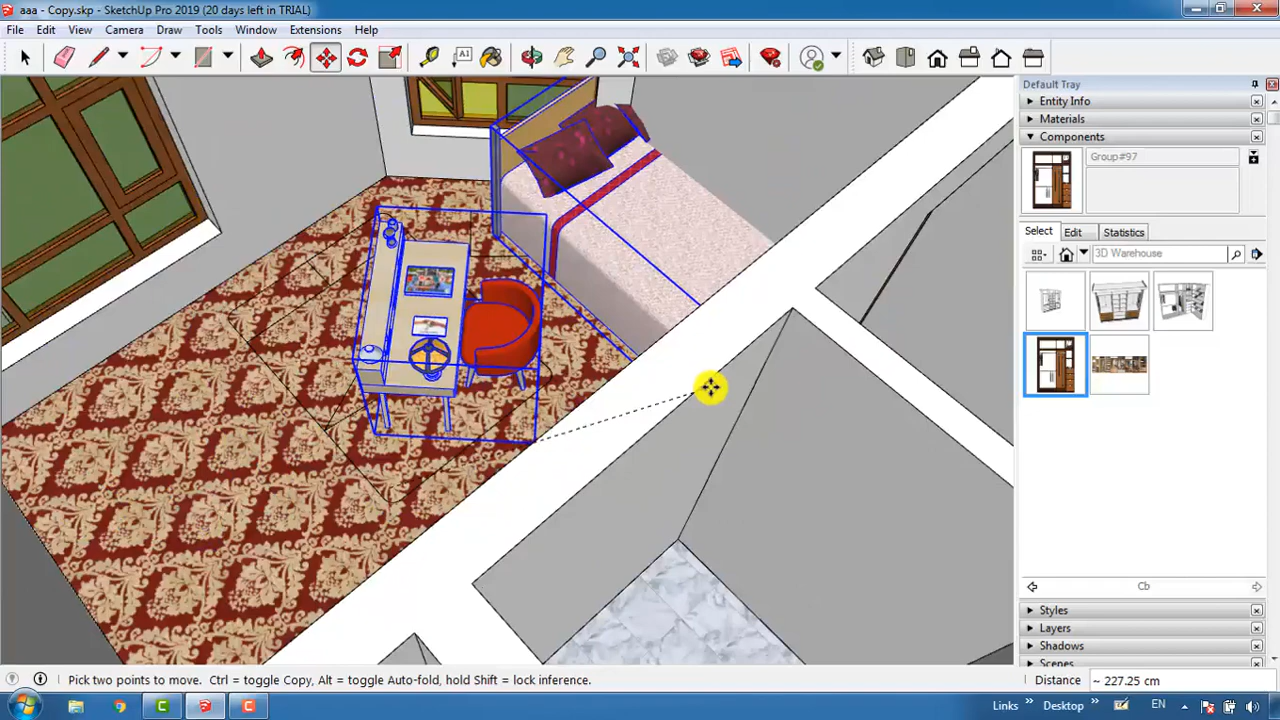 aaa - Copy.skp - SketchUp Pro 2019 (20 days left in TRIAL)
File Edit View Camera Draw Tools Window Extensions Help
A1
Default Tray
Entity Info
Materials
Components
Group#97
Select Edit Statistics
3D Warehouse
Cb
Styles
Layers
Shadows
Scenes
Pick two points to move. Ctrl = toggle Copy, Alt = toggle Auto-fold, hold Shift = lock inference.
Distance ~ 227.25 cm
C C
Links » Desktop » EN